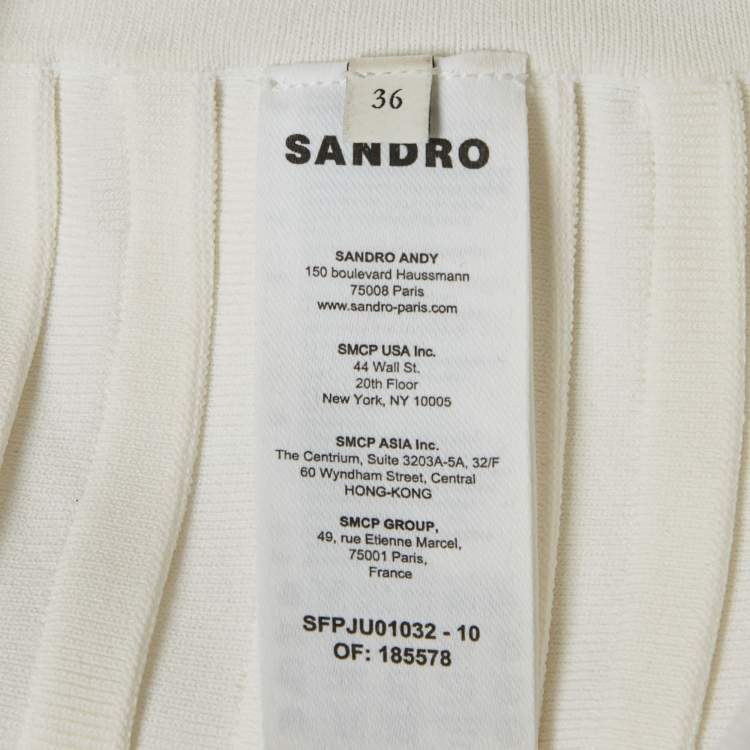 36
SANDRO
SANDRO ANDY
150 boulevard Haussmann
75008 Paris
www.sandro-paris.com
SMCP USA Inc.
44 Wall St.
20th Floor
New York, NY 10005
SMCP ASIA Inc.
The Centrium, Suite 3203A-5A, 32/F
60 Wyndham Street, Central
HONG-KONG
SMCP GROUP,
49, rue Etienne Marcel,
75001 Paris,
France
SFPJU01032 - 10
OF: 185578